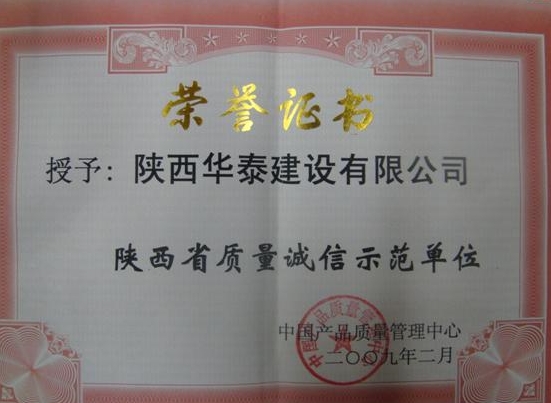 荣誉证书
授予：陕西华泰建设有限公司
陕西省质量诚信示范单位
中国产品质量管理中心
二〇〇九年二月